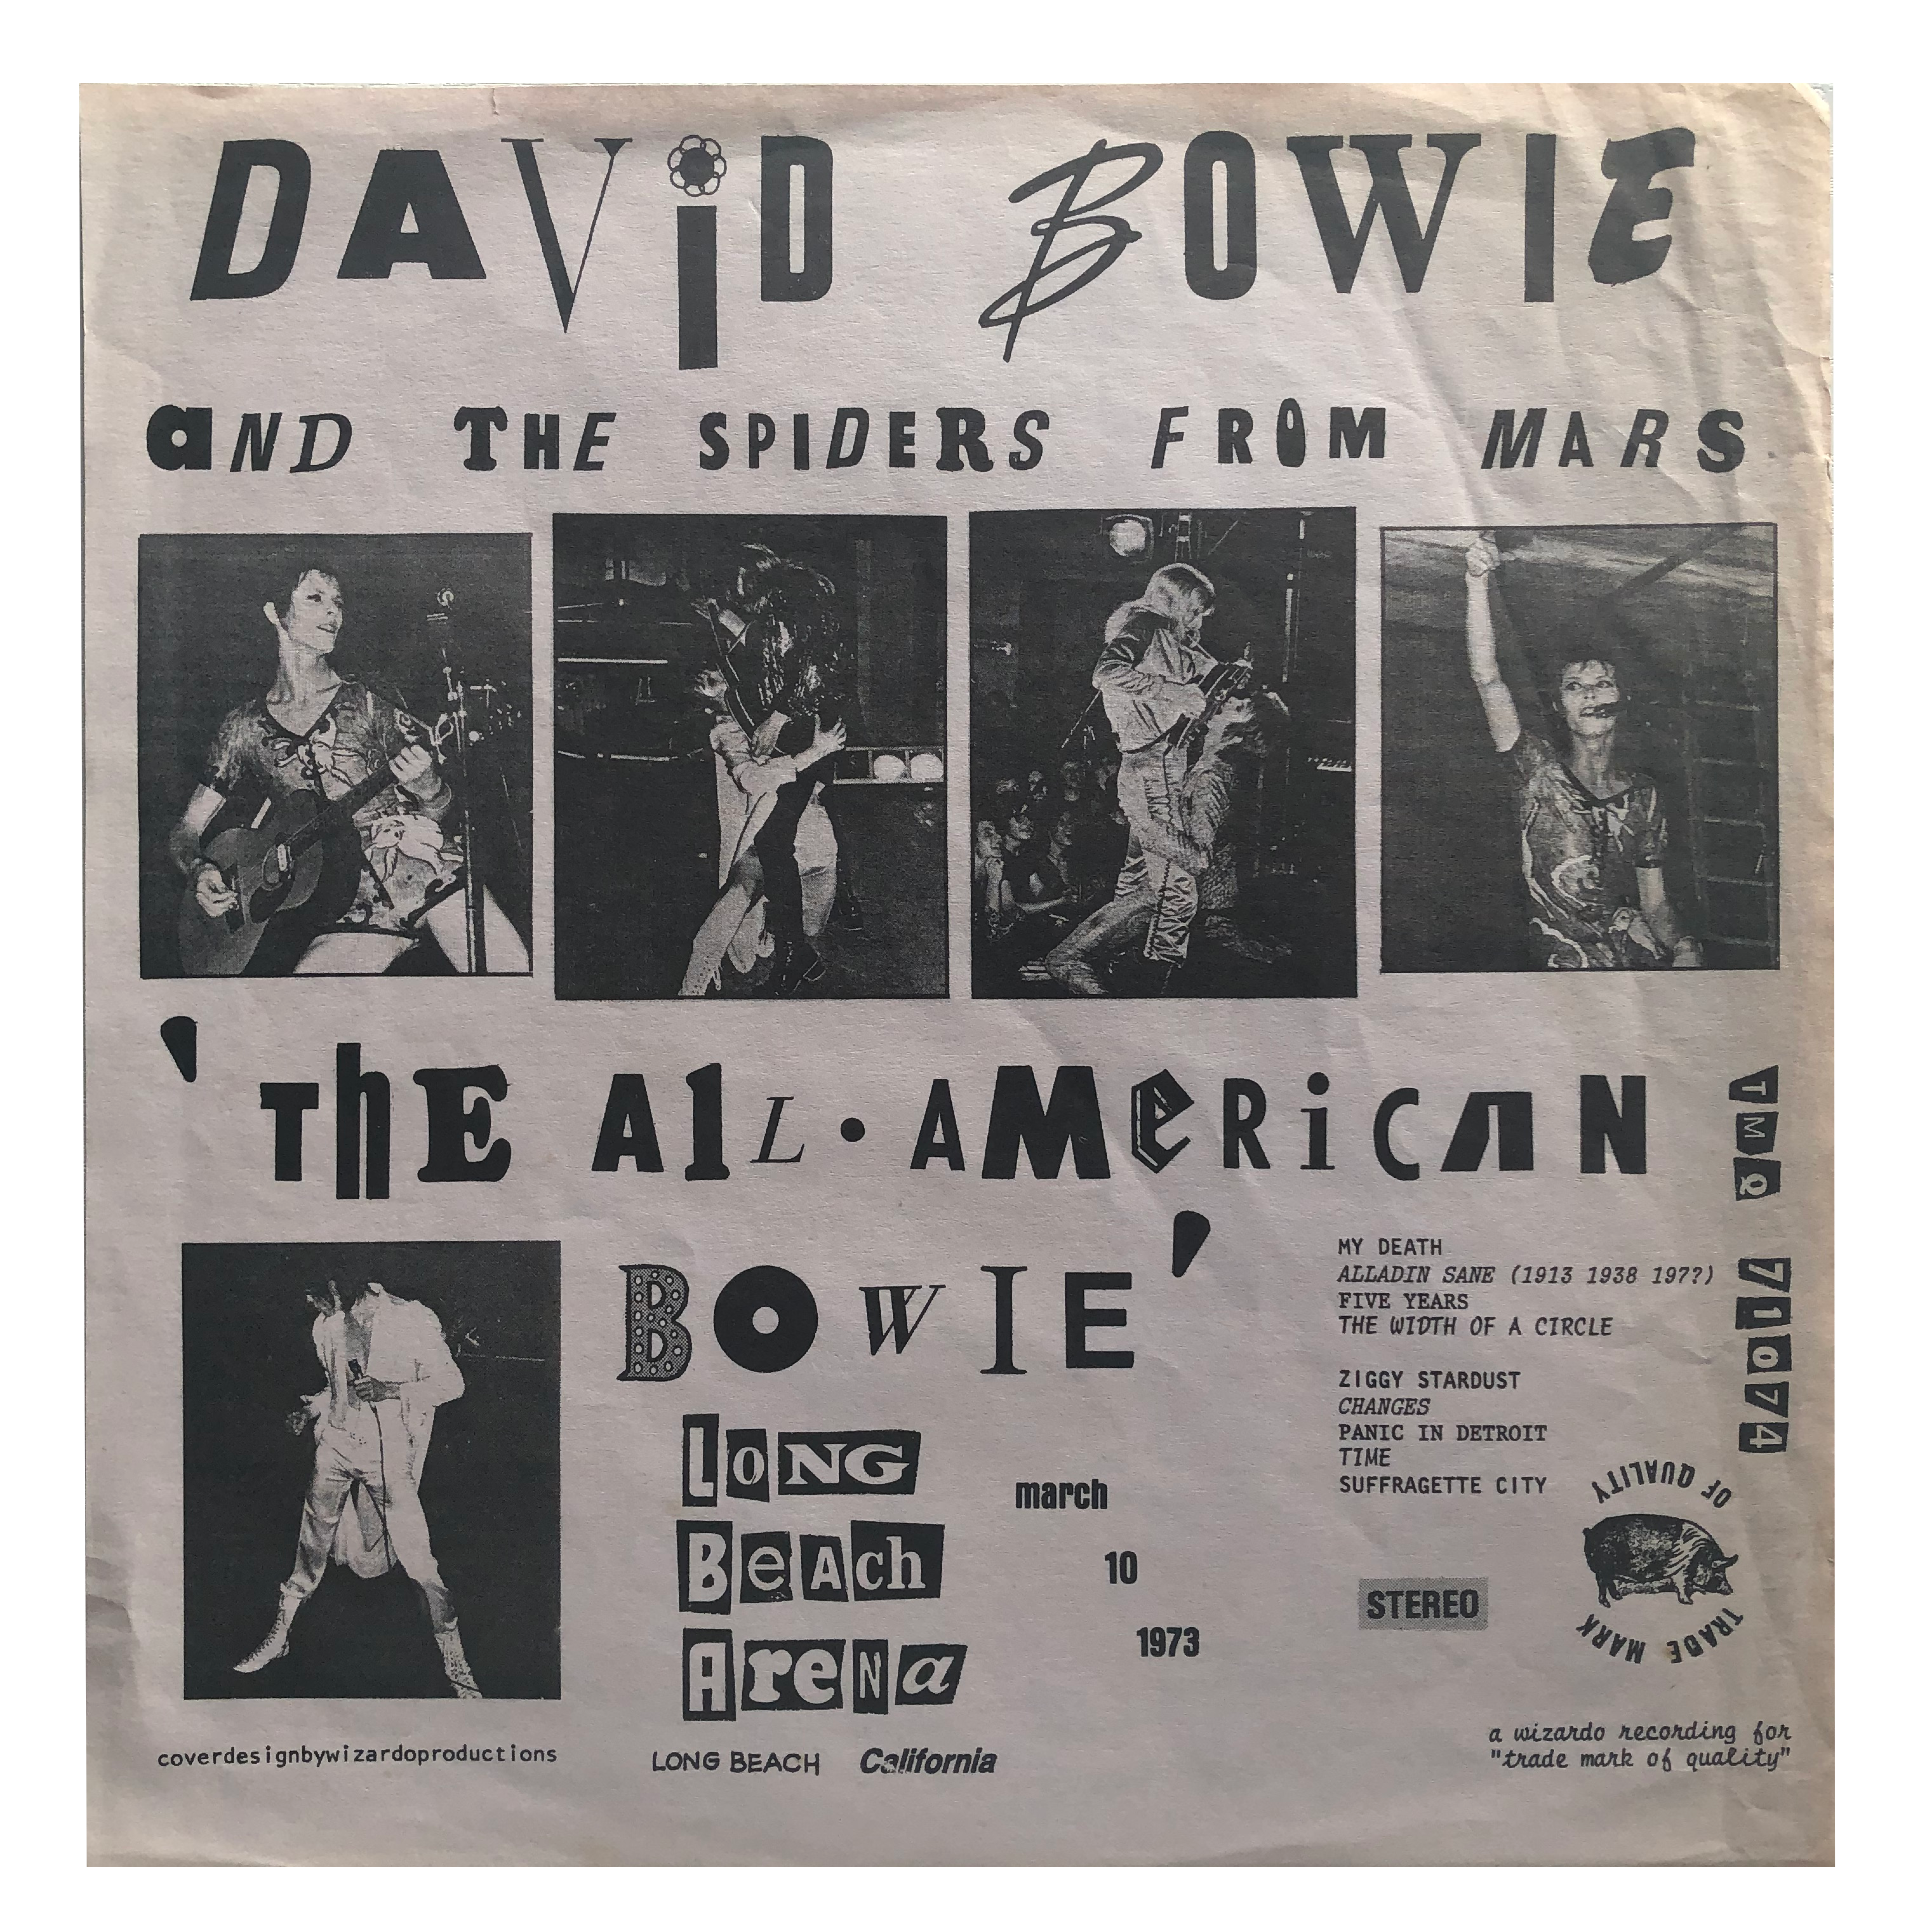 DAViD BOWIE
aND THE SPIDERS FROM MARS
'ThE A1L·AMeRiCAN
BOWIE'
TMQ 71074
MY DEATH
ALLADIN SANE (1913 1938 197?)
FIVE YEARS
THE WIDTH OF A CIRCLE
ZIGGY STARDUST
CHANGES
PANIC IN DETROIT
TIME
SUFFRAGETTE CITY
LoNG
BeAch
AreNa
march
10
1973
STEREO
TRADE MARK
OF QUALITY
coverdesignbywizardoproductions
LONG BEACH California
a wizardo recording for
"trade mark of quality"